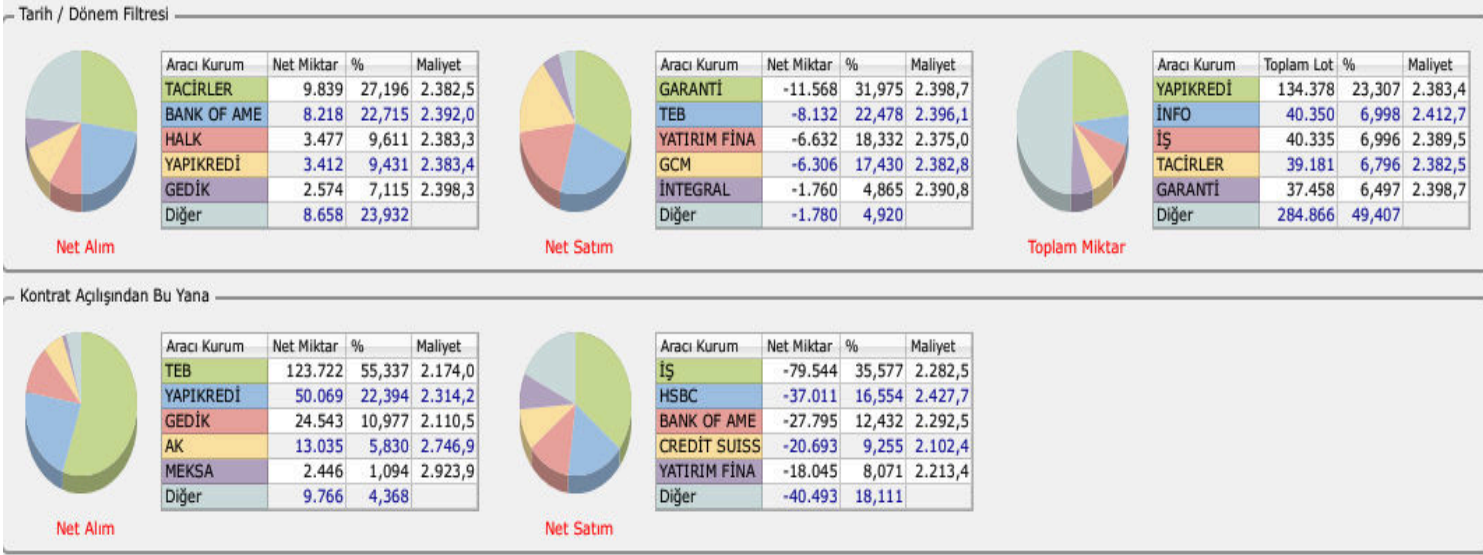 Tarih / Dönem Filtresi
Aracı Kurum Net Miktar % Maliyet
TACİRLER 9.839 27,196 2.382,5
BANK OF AME 8.218 22,715 2.392,0
HALK 3.477 9,611 2.383,3
YAPIKREDİ 3.412 9,431 2.383,4
GEDİK 2.574 7,115 2.398,3
Diğer 8.658 23,932
Net Alım
Aracı Kurum Net Miktar % Maliyet
GARANTİ -11.568 31,975 2.398,7
TEB -8.132 22,478 2.396,1
YATIRIM FİNA -6.632 18,332 2.375,0
GCM -6.306 17,430 2.382,8
İNTEGRAL -1.760 4,865 2.390,8
Diğer -1.780 4,920
Net Satım
Aracı Kurum Toplam Lot % Maliyet
YAPIKREDİ 134.378 23,307 2.383,4
İNFO 40.350 6,998 2.412,7
İŞ 40.335 6,996 2.389,5
TACİRLER 39.181 6,796 2.382,5
GARANTİ 37.458 6,497 2.398,7
Diğer 284.866 49,407
Toplam Miktar
Kontrat Açılışından Bu Yana
Aracı Kurum Net Miktar % Maliyet
TEB 123.722 55,337 2.174,0
YAPIKREDİ 50.069 22,394 2.314,2
GEDİK 24.543 10,977 2.110,5
AK 13.035 5,830 2.746,9
MEKSA 2.446 1,094 2.923,9
Diğer 9.766 4,368
Net Alım
Aracı Kurum Net Miktar % Maliyet
İŞ -79.544 35,577 2.282,5
HSBC -37.011 16,554 2.427,7
BANK OF AME -27.795 12,432 2.292,5
CREDİT SUISS -20.693 9,255 2.102,4
YATIRIM FİNA -18.045 8,071 2.213,4
Diğer -40.493 18,111
Net Satım